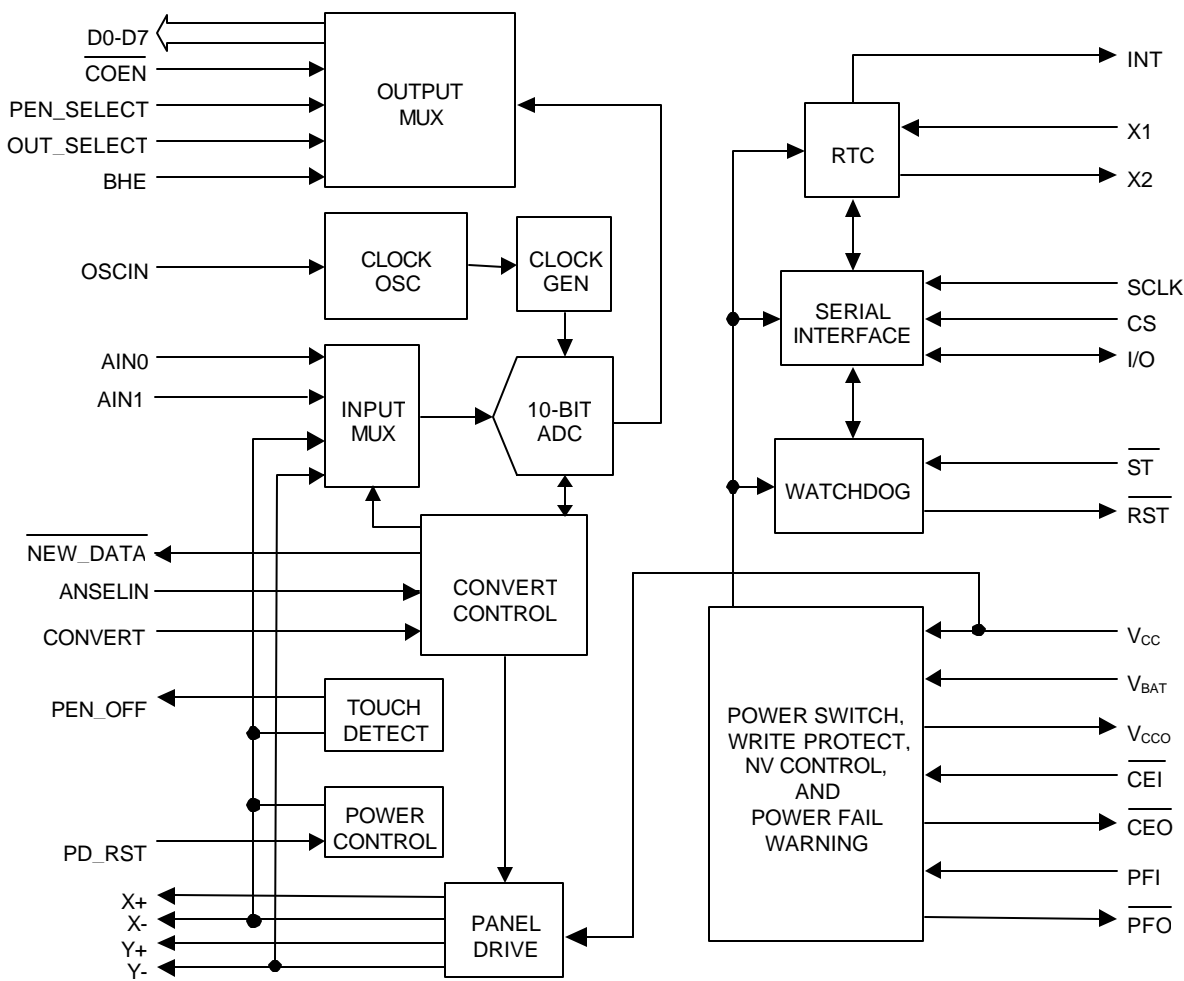 D0-D7
COEN
PEN_SELECT
OUT_SELECT
BHE
OUTPUT
MUX
OSCIN
CLOCK
OSC
CLOCK
GEN
AIN0
AIN1
INPUT
MUX
10-BIT
ADC
NEW_DATA
ANSELIN
CONVERT
CONVERT
CONTROL
PEN_OFF
TOUCH
DETECT
PD_RST
POWER
CONTROL
X+
X-
Y+
Y-
PANEL
DRIVE
INT
RTC
X1
X2
SERIAL
INTERFACE
SCLK
CS
I/O
WATCHDOG
ST
RST
POWER SWITCH,
WRITE PROTECT,
NV CONTROL,
AND
POWER FAIL
WARNING
VCC
VBAT
VCCO
CEI
CEO
PFI
PFO